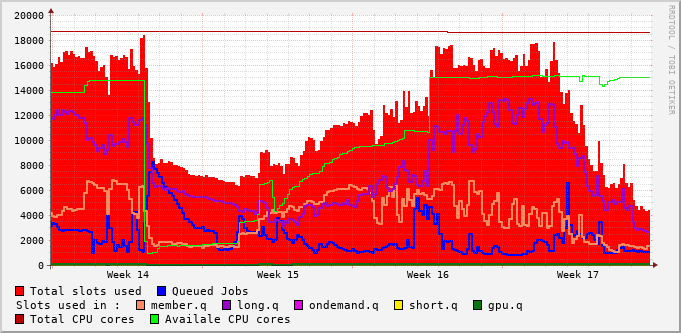 20000
18000
16000
14000
12000
10000
8000
6000
4000
2000
0
Week 14 Week 15 Week 16 Week 17
Total slots used Queued Jobs
Slots used in : member.q long.q ondemand.q short.q gpu.q
Total CPU cores Availale CPU cores
RRDTOOL / TOBI OETIKER